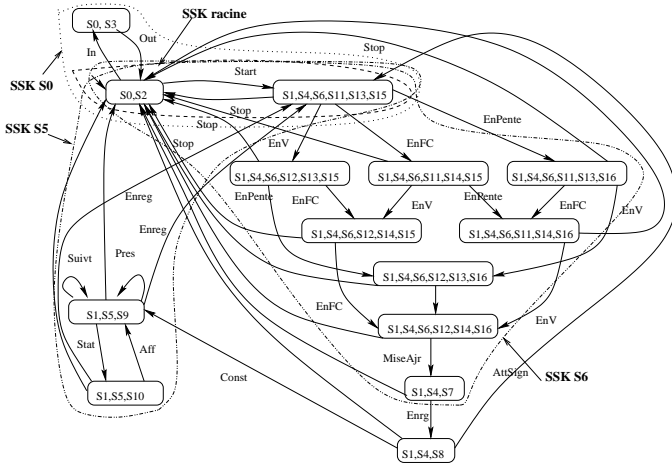 SSK racine
S0, S3
Out
In
Stop
SSK S0
Start
S0,S2
S1,S4,S6,S11,S13,S15
Stop
Stop
EnPente
SSK S5
Stop
EnV
EnFC
S1,S4,S6,S12,S13,S15
S1,S4,S6,S11,S14,S15
S1,S4,S6,S11,S13,S16
Enreg
EnPente
EnFC
EnV
EnPente
EnFC
EnV
Enreg
S1,S4,S6,S12,S14,S15
S1,S4,S6,S11,S14,S16
Suivt
Pres
S1,S4,S6,S12,S13,S16
S1,S5,S9
EnFC
EnV
S1,S4,S6,S12,S14,S16
Stat
Aff
MiseAjr
Const
AttSign
SSK S6
S1,S5,S10
S1,S4,S7
Enrg
S1,S4,S8